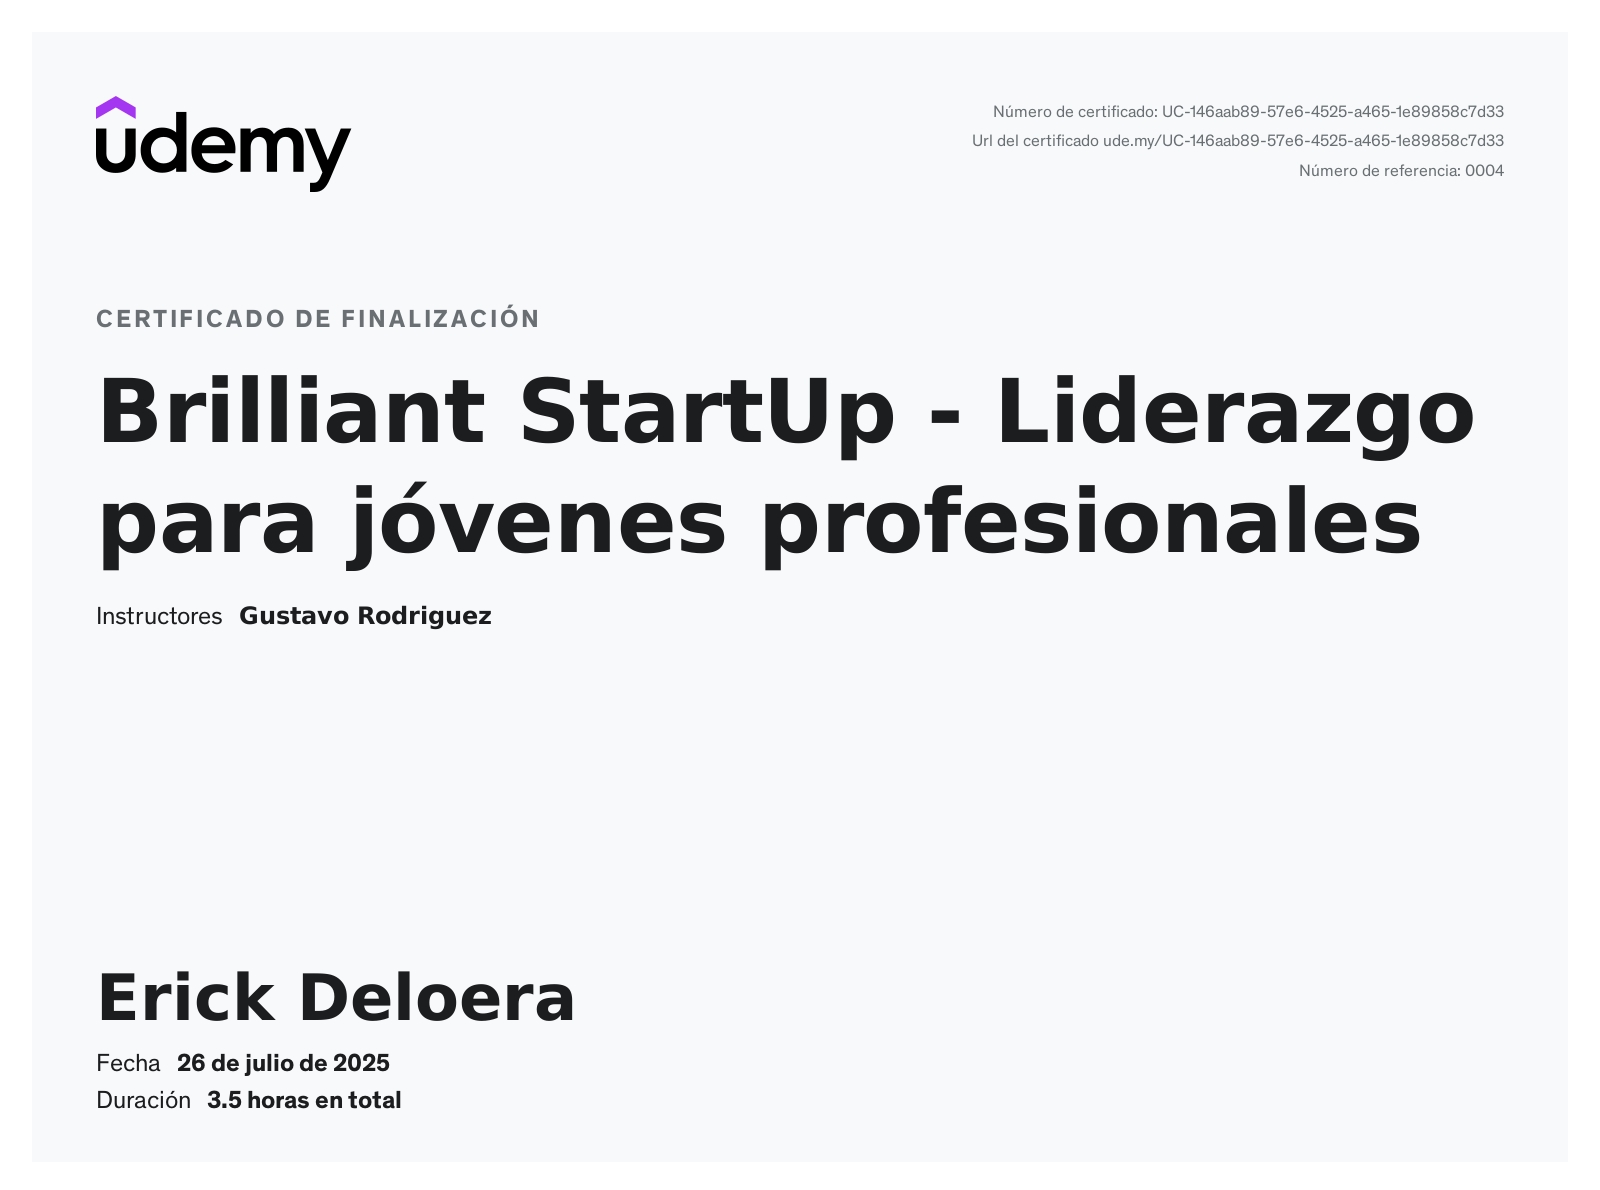 udemy
Número de certificado: UC-146aab89-57e6-4525-a465-1e89858c7d33
Url del certificado ude.my/UC-146aab89-57e6-4525-a465-1e89858c7d33
Número de referencia: 0004
CERTIFICADO DE FINALIZACIÓN
Brilliant StartUp - Liderazgo
para jóvenes profesionales
Instructores Gustavo Rodriguez
Erick Deloera
Fecha 26 de julio de 2025
Duración 3.5 horas en total